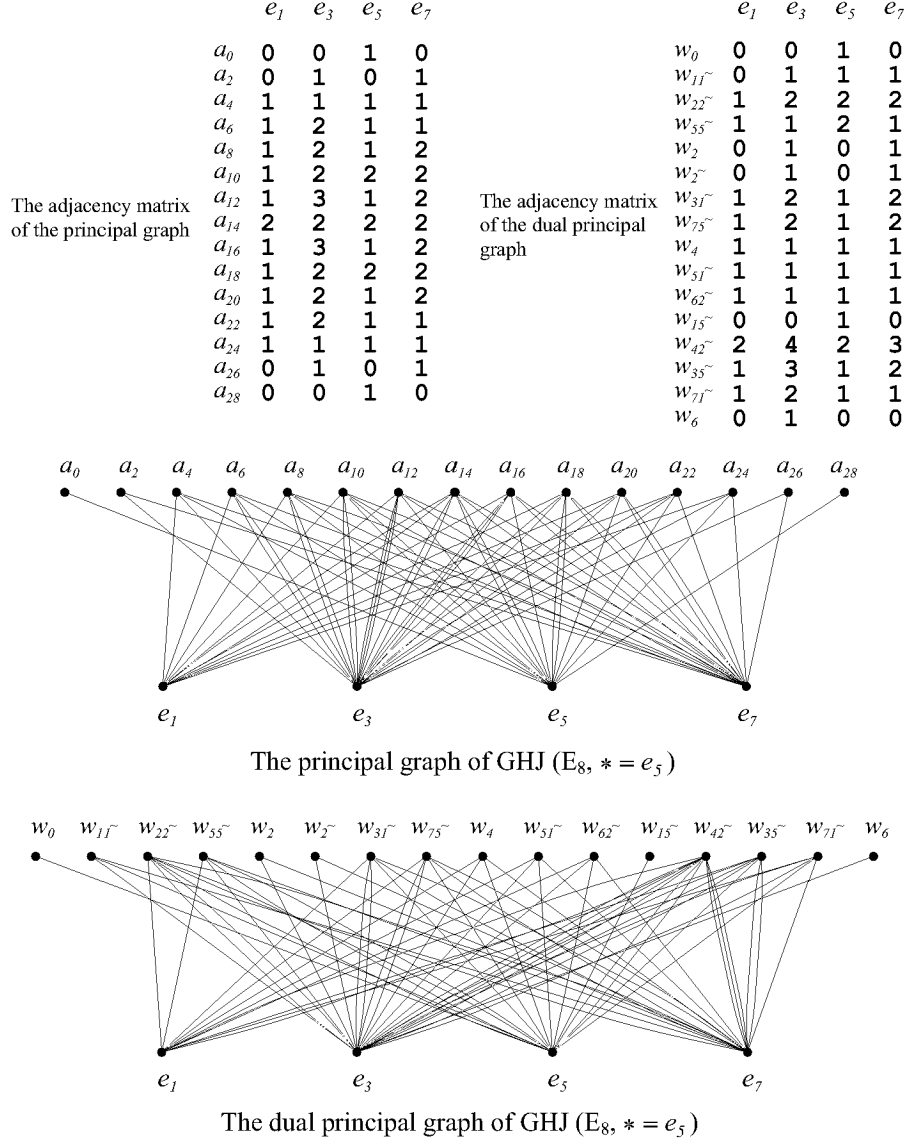 e1 e3 e5 e7
a0 0 0 1 0
a2 0 1 0 1
a4 1 1 1 1
a6 1 2 1 1
a8 1 2 1 2
a10 1 2 2 2
a12 1 3 1 2
a14 2 2 2 2
a16 1 3 1 2
a18 1 2 2 2
a20 1 2 1 2
a22 1 2 1 1
a24 1 1 1 1
a26 0 1 0 1
a28 0 0 1 0
The adjacency matrix
of the principal graph
e1 e3 e5 e7
w0 0 0 1 0
w11~ 0 1 1 1
w22~ 1 2 2 2
w55~ 1 1 2 1
w2 0 1 0 1
w2~ 0 1 0 1
w31~ 1 2 1 2
w75~ 1 2 1 2
w4 1 1 1 1
w51~ 1 1 1 1
w62~ 1 1 1 1
w15~ 0 0 1 0
w42~ 2 4 2 3
w35~ 1 3 1 2
w71~ 1 2 1 1
w6 0 1 0 0
The adjacency matrix
of the dual principal
graph
a0 a2 a4 a6 a8 a10 a12 a14 a16 a18 a20 a22 a24 a26 a28
e1 e3 e5 e7
The principal graph of GHJ (E8, * = e5)
w0 w11~ w22~ w55~ w2 w2~ w31~ w75~ w4 w51~ w62~ w15~ w42~ w35~ w71~ w6
e1 e3 e5 e7
The dual principal graph of GHJ (E8, * = e5)